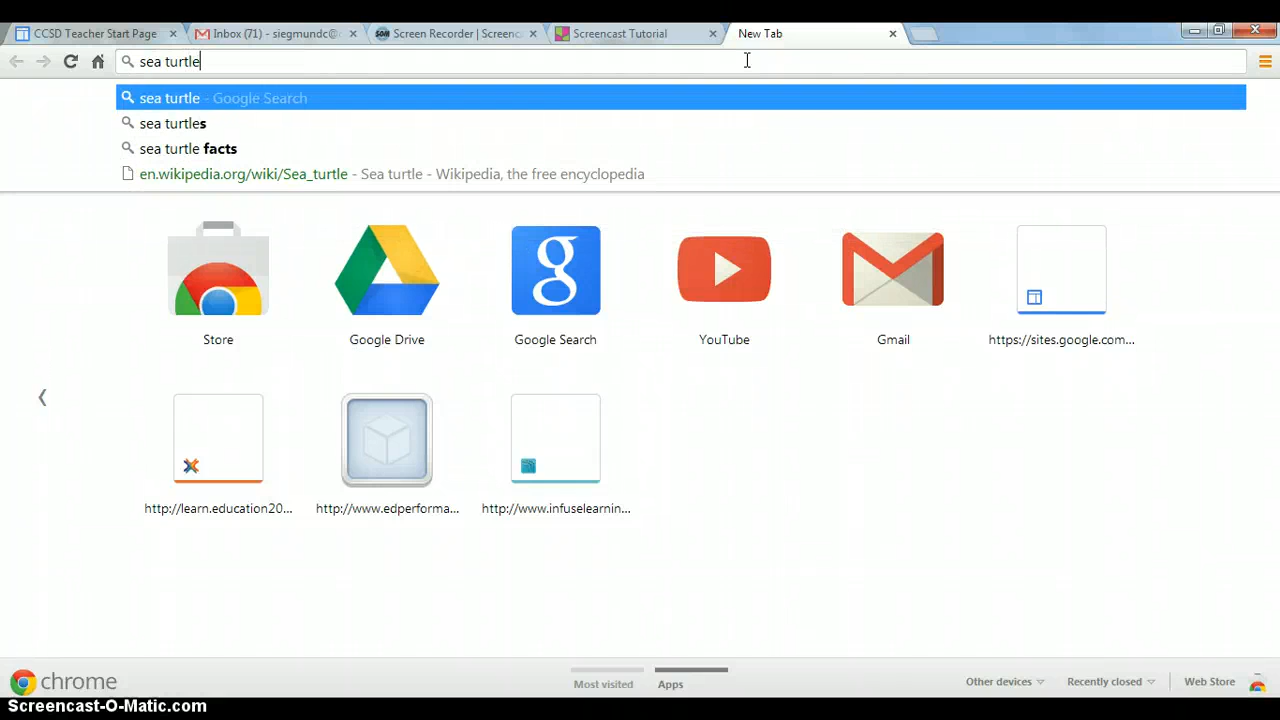 CCSD Teacher Start Page
Inbox (71) - siegmundc@
Screen Recorder | Screenc
Screencast Tutorial
New Tab
sea turtle
sea turtle - Google Search
sea turtles
sea turtle facts
en.wikipedia.org/wiki/Sea_turtle - Sea turtle - Wikipedia, the free encyclopedia
Store
Google Drive
Google Search
YouTube
Gmail
https://sites.google.com...
http://learn.education20...
http://www.edperforma...
http://www.infuselearnin...
chrome
Most visited
Apps
Other devices
Recently closed
Web Store
Screencast-O-Matic.com